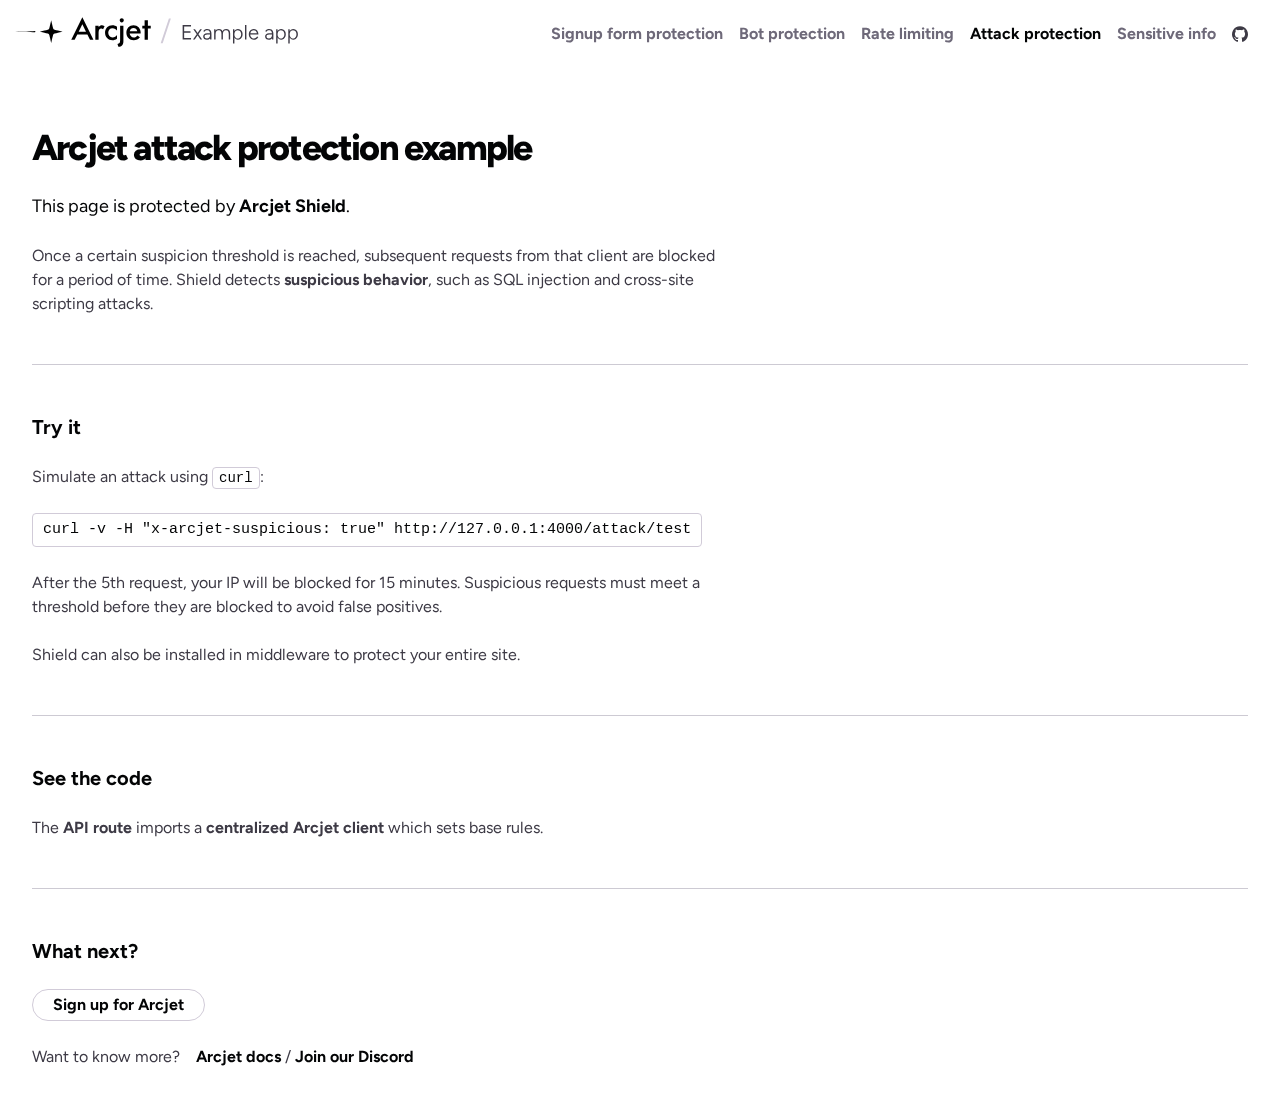 Arcjet / Example app
Signup form protection Bot protection Rate limiting Attack protection Sensitive info
Arcjet attack protection example
This page is protected by Arcjet Shield.
Once a certain suspicion threshold is reached, subsequent requests from that client are blocked
for a period of time. Shield detects suspicious behavior, such as SQL injection and cross-site
scripting attacks.
Try it
Simulate an attack using curl:
curl -v -H "x-arcjet-suspicious: true" http://127.0.0.1:4000/attack/test
After the 5th request, your IP will be blocked for 15 minutes. Suspicious requests must meet a
threshold before they are blocked to avoid false positives.
Shield can also be installed in middleware to protect your entire site.
See the code
The API route imports a centralized Arcjet client which sets base rules.
What next?
Sign up for Arcjet
Want to know more? Arcjet docs / Join our Discord